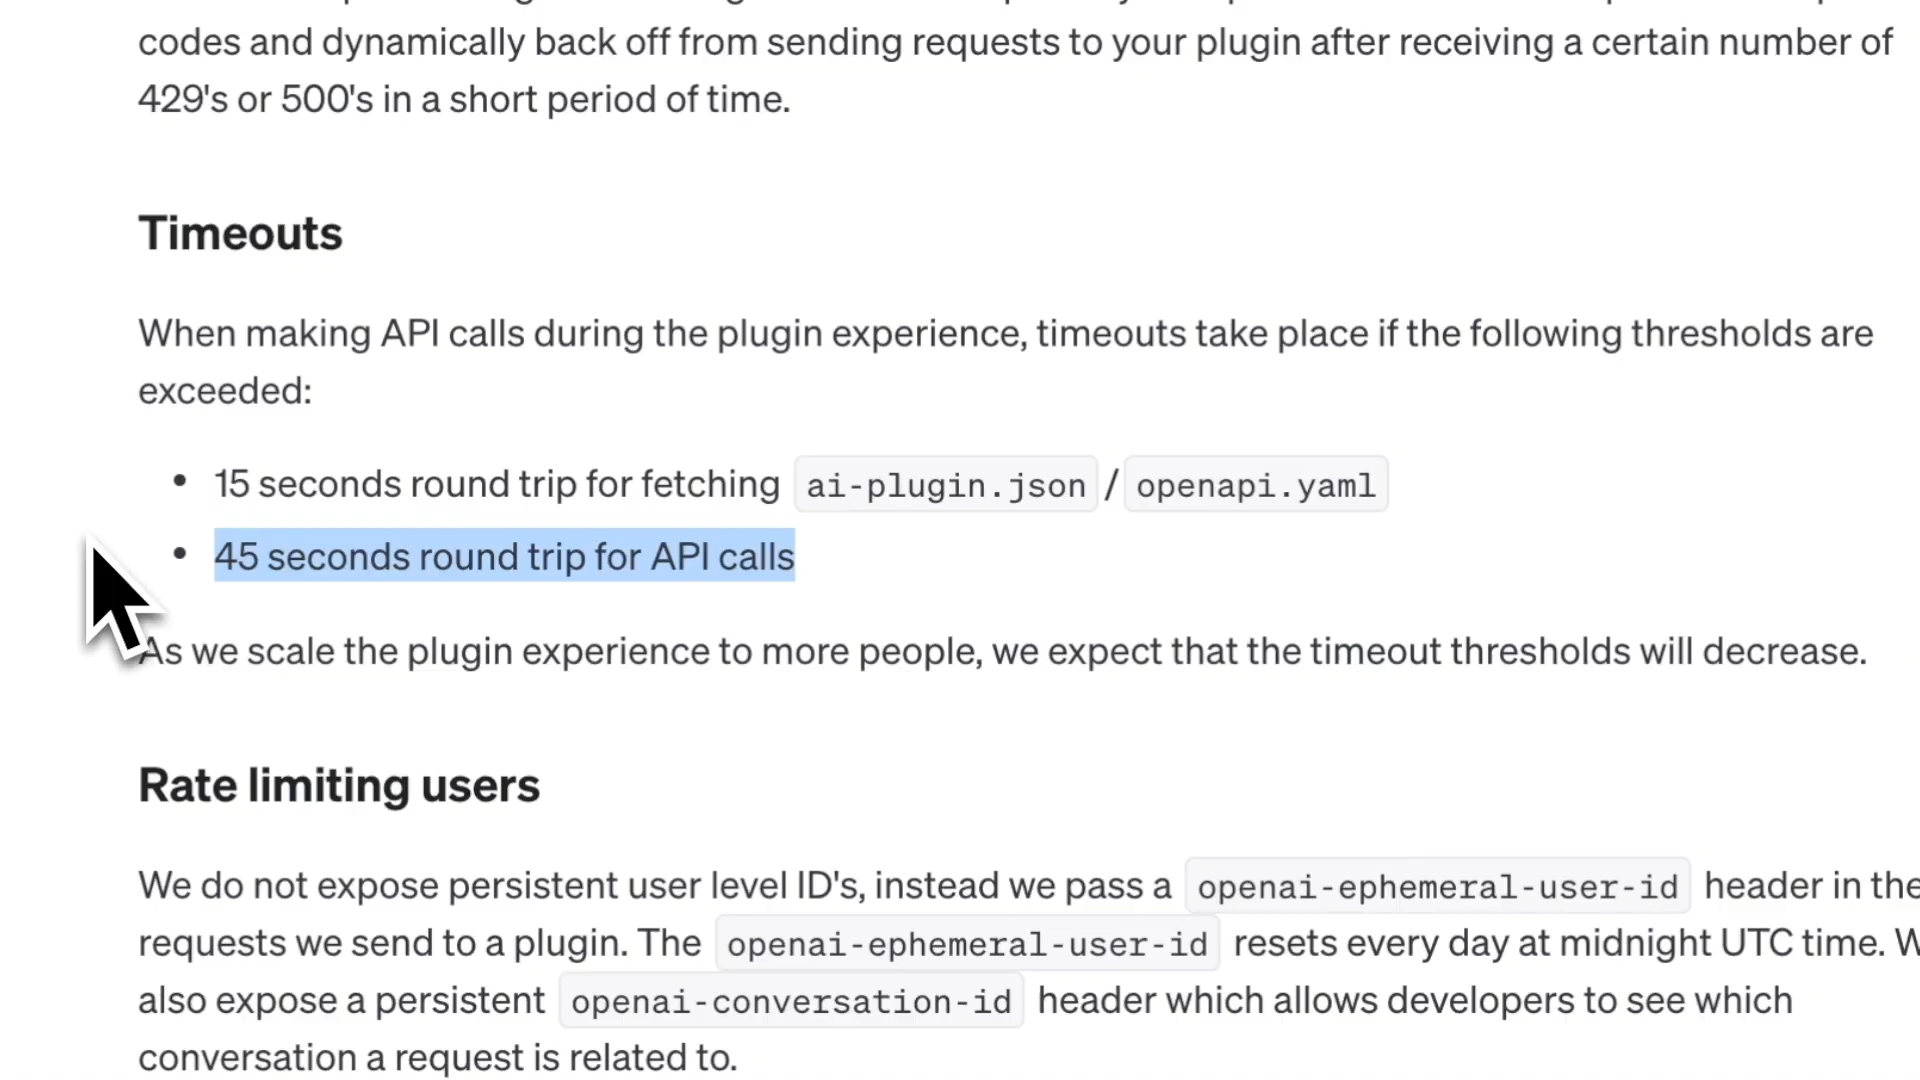 codes and dynamically back off from sending requests to your plugin after receiving a certain number of
429's or 500's in a short period of time.
Timeouts
When making API calls during the plugin experience, timeouts take place if the following thresholds are
exceeded:
• 15 seconds round trip for fetching ai-plugin.json / openapi.yaml
• 45 seconds round trip for API calls
As we scale the plugin experience to more people, we expect that the timeout thresholds will decrease.
Rate limiting users
We do not expose persistent user level ID's, instead we pass a openai-ephemeral-user-id header in the
requests we send to a plugin. The openai-ephemeral-user-id resets every day at midnight UTC time.
also expose a persistent openai-conversation-id header which allows developers to see which
conversation a request is related to.